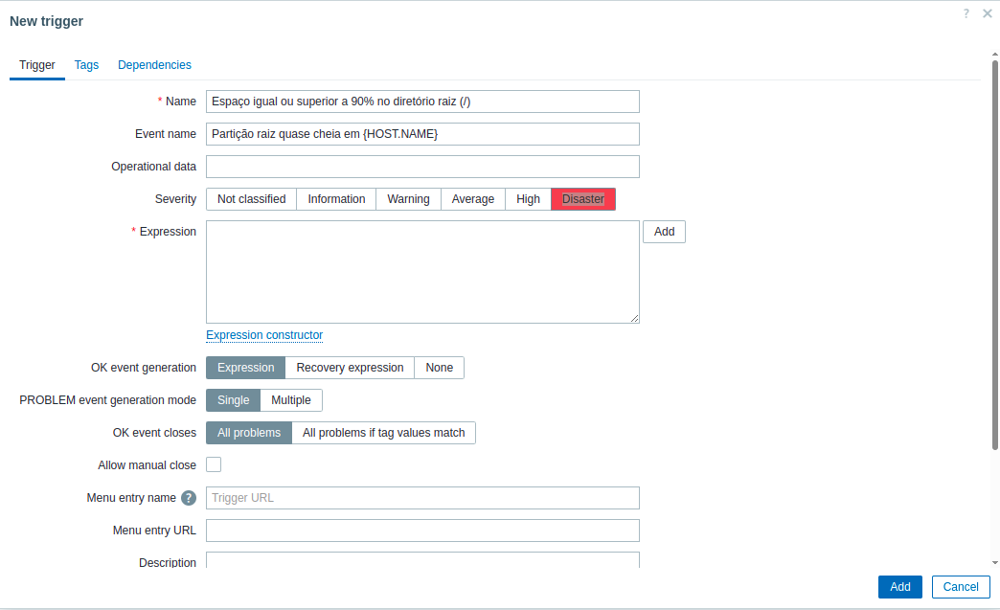 New trigger
? ×
Trigger Tags Dependencies
* Name Espaço igual ou superior a 90% no diretório raiz (/)
Event name Partição raiz quase cheia em {HOST.NAME}
Operational data
Severity Not classified Information Warning Average High Disaster
* Expression Add
Expression constructor
OK event generation Expression Recovery expression None
PROBLEM event generation mode Single Multiple
OK event closes All problems All problems if tag values match
Allow manual close
Menu entry name ? Trigger URL
Menu entry URL
Description
Add Cancel